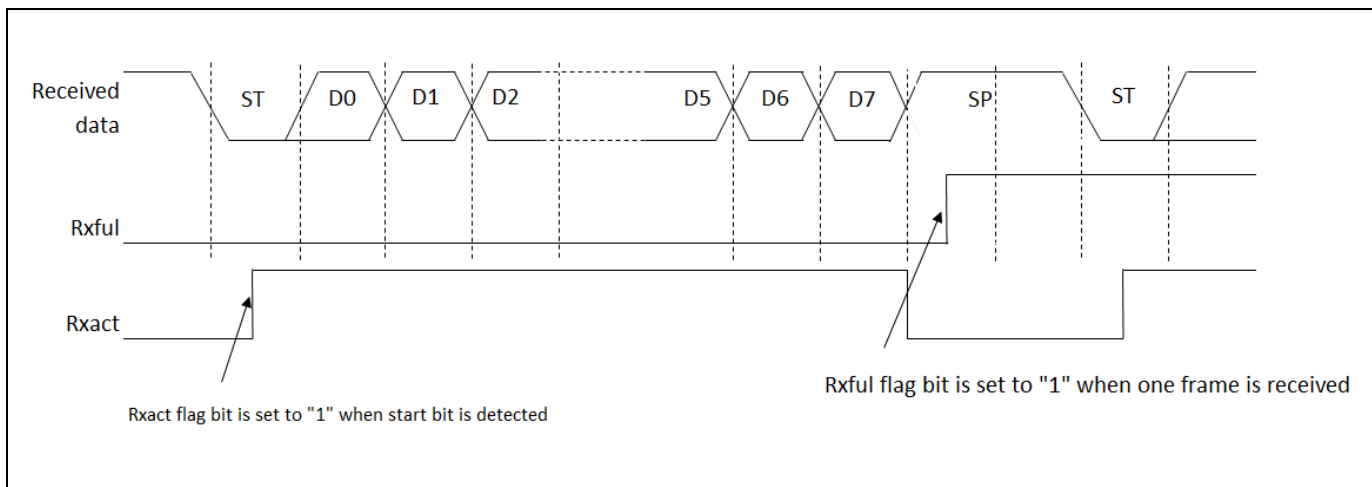 Received
data
ST
D0
D1
D2
D5
D6
D7
SP
ST
Rxful
Rxact
Rxful flag bit is set to "1" when one frame is received
Rxact flag bit is set to "1" when start bit is detected